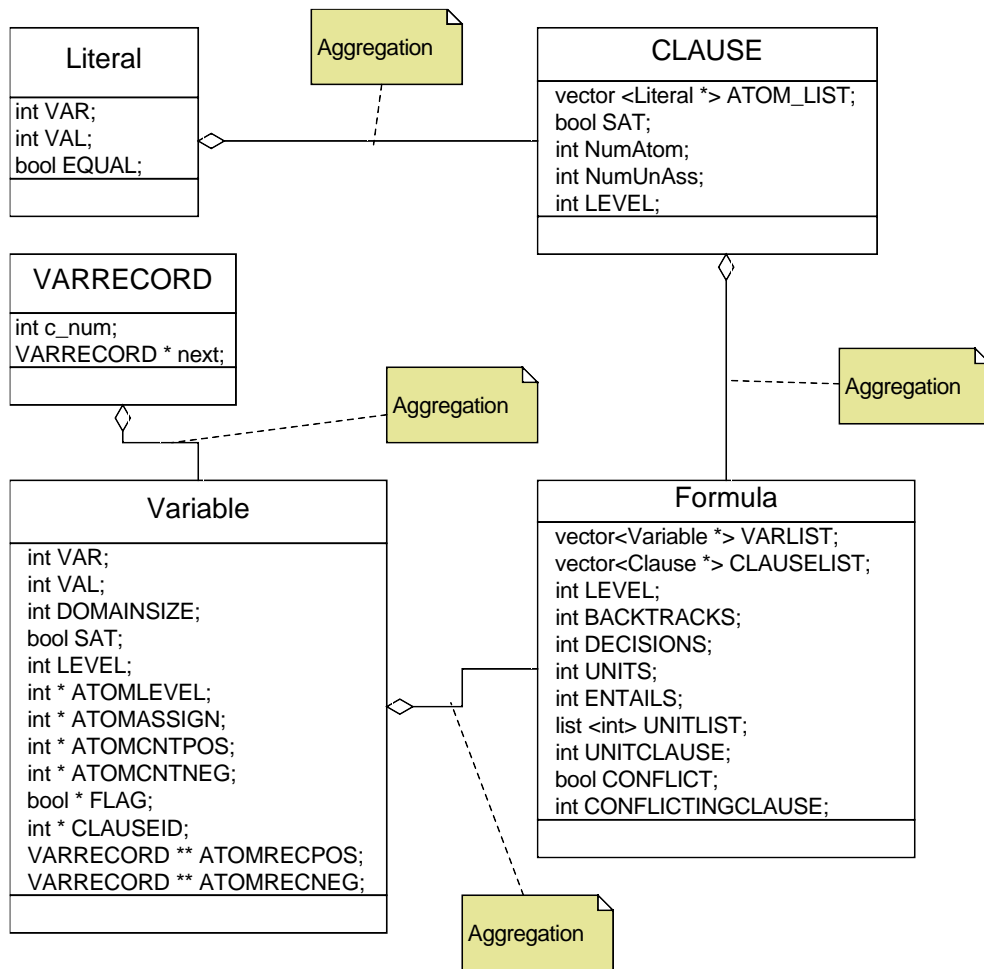 Literal
int VAR;
int VAL;
bool EQUAL;
Aggregation
CLAUSE
vector <Literal *> ATOM_LIST;
bool SAT;
int NumAtom;
int NumUnAss;
int LEVEL;
VARRECORD
int c_num;
VARRECORD * next;
Aggregation
Aggregation
Variable
int VAR;
int VAL;
int DOMAINSIZE;
bool SAT;
int LEVEL;
int * ATOMLEVEL;
int * ATOMASSIGN;
int * ATOMCNTPOS;
int * ATOMCNTNEG;
bool * FLAG;
int * CLAUSEID;
VARRECORD ** ATOMRECPOS;
VARRECORD ** ATOMRECNEG;
Formula
vector<Variable *> VARLIST;
vector<Clause *> CLAUSELIST;
int LEVEL;
int BACKTRACKS;
int DECISIONS;
int UNITS;
int ENTAILS;
list <int> UNITLIST;
int UNITCLAUSE;
bool CONFLICT;
int CONFLICTINGCLAUSE;
Aggregation